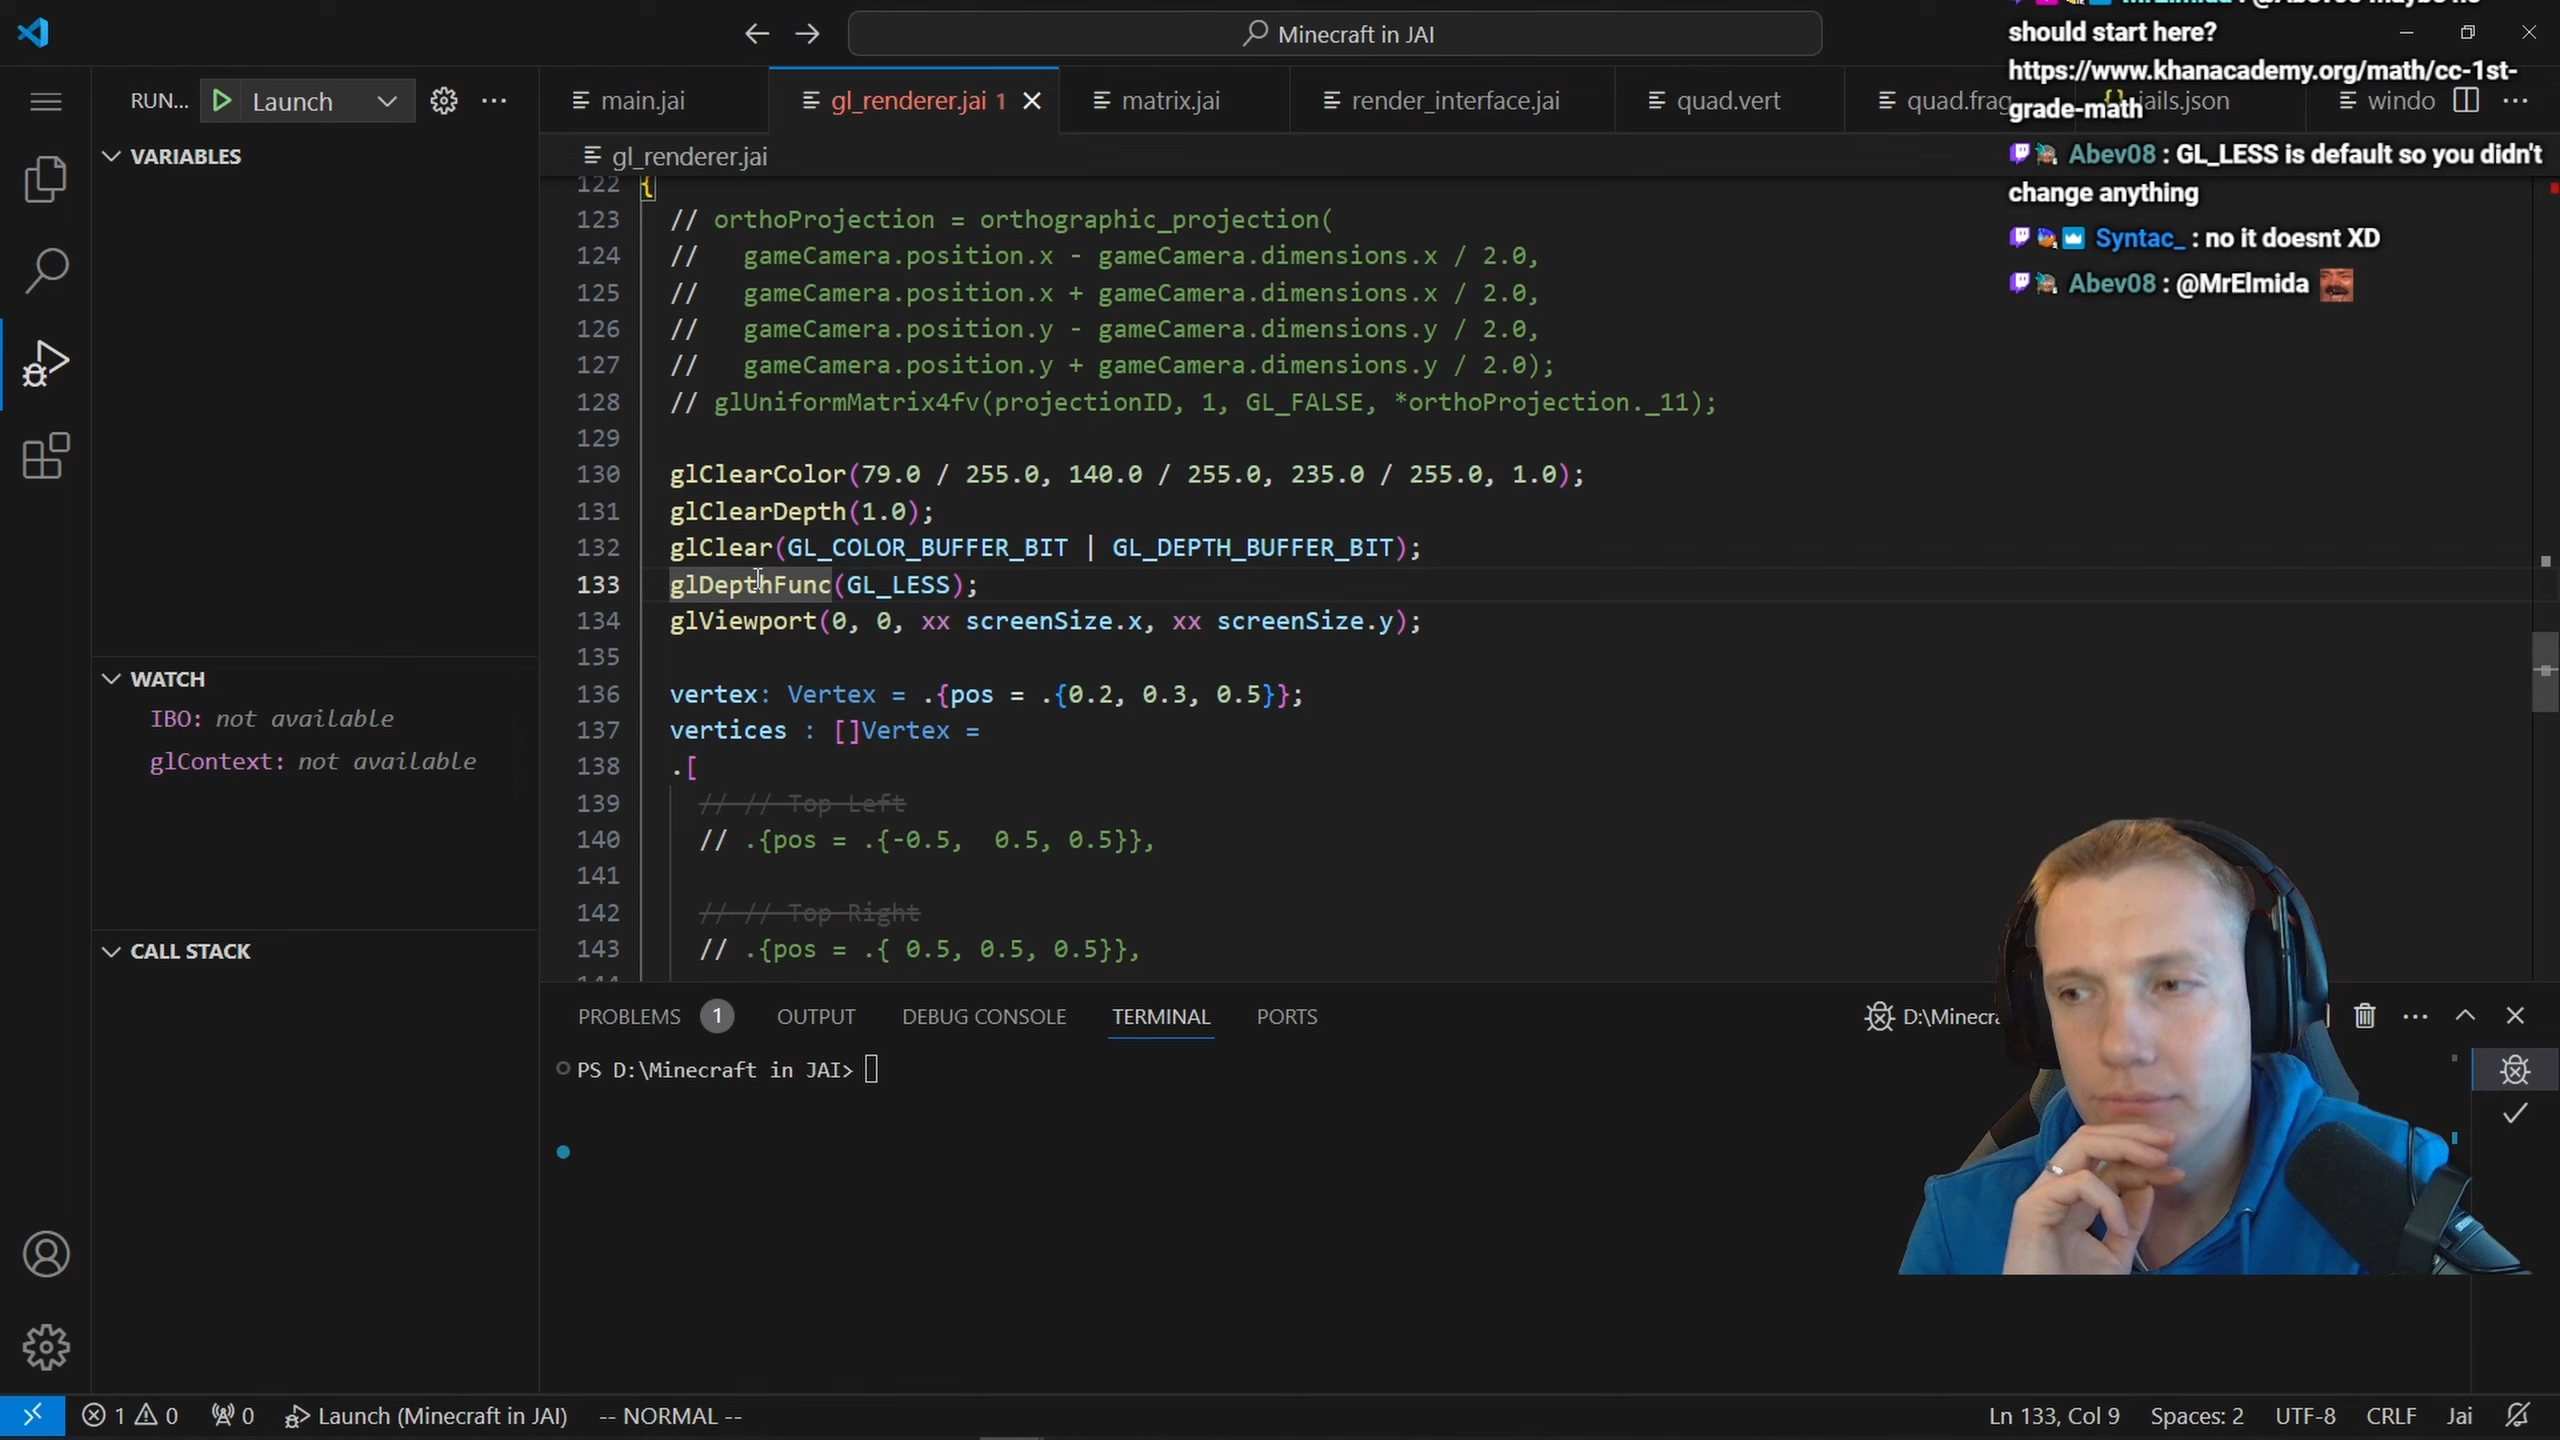 Minecraft in JAI
should start here?
https://www.khanacademy.org/math/cc-1st-
grade-math
Abev08 : GL_LESS is default so you didn't
change anything
Syntac_ : no it doesnt XD
Abev08 : @MrElmida
RUN...
Launch
main.jai
gl_renderer.jai 1
matrix.jai
render_interface.jai
quad.vert
quad.frag
windo
gl_renderer.jai
VARIABLES
WATCH
IBO: not available
glContext: not available
CALL STACK
122 {
123 // orthoProjection = orthographic_projection(
124 //   gameCamera.position.x - gameCamera.dimensions.x / 2.0,
125 //   gameCamera.position.x + gameCamera.dimensions.x / 2.0,
126 //   gameCamera.position.y - gameCamera.dimensions.y / 2.0,
127 //   gameCamera.position.y + gameCamera.dimensions.y / 2.0);
128 // glUniformMatrix4fv(projectionID, 1, GL_FALSE, *orthoProjection._11);
129
130 glClearColor(79.0 / 255.0, 140.0 / 255.0, 235.0 / 255.0, 1.0);
131 glClearDepth(1.0);
132 glClear(GL_COLOR_BUFFER_BIT | GL_DEPTH_BUFFER_BIT);
133 glDepthFunc(GL_LESS);
134 glViewport(0, 0, xx screenSize.x, xx screenSize.y);
135
136 vertex: Vertex = .{pos = .{0.2, 0.3, 0.5}};
137 vertices : []Vertex =
138 .[
139 // // Top Left
140 // .{pos = .{-0.5,  0.5, 0.5}},
141
142 // // Top Right
143 // .{pos = .{ 0.5, 0.5, 0.5}},
PROBLEMS 1 OUTPUT DEBUG CONSOLE TERMINAL PORTS
PS D:\Minecraft in JAI>
1 0 0 Launch (Minecraft in JAI) -- NORMAL --
Ln 133, Col 9 Spaces: 2 UTF-8 CRLF Jai